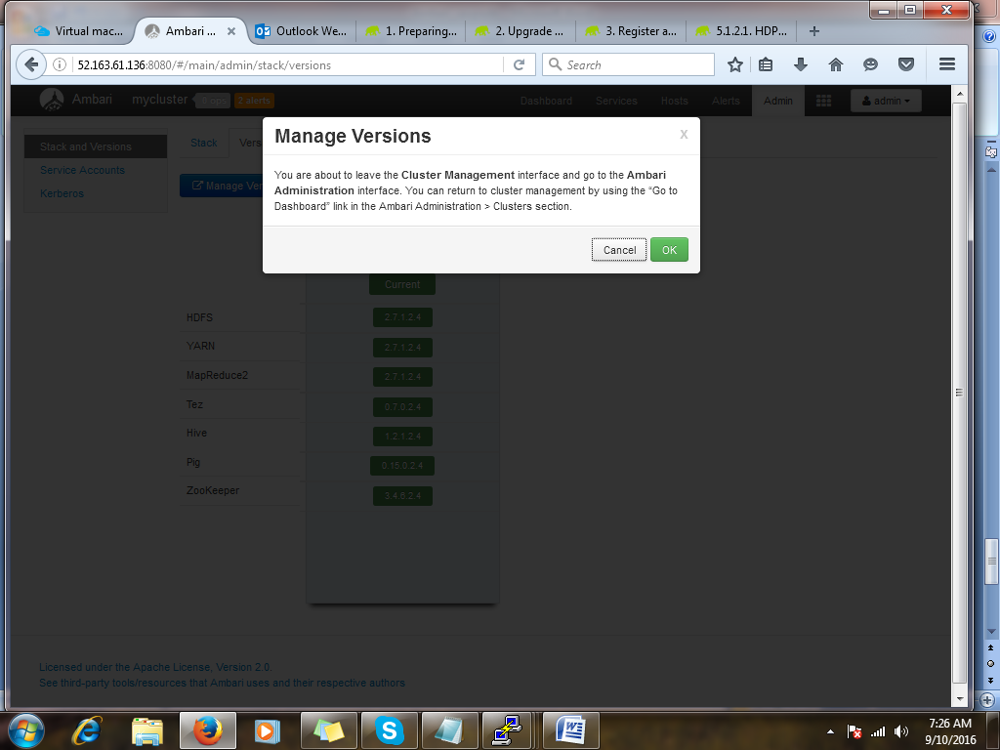 Virtual mac...
Ambari ...
Outlook We...
1. Preparing...
2. Upgrade ...
3. Register a...
5.1.2.1. HDP...
52.163.61.136:8080/#/main/admin/stack/versions
Search
Ambari
mycluster
0 ops
2 alerts
Dashboard
Services
Hosts
Alerts
Admin
admin
Stack and Versions
Service Accounts
Kerberos
Stack
Vers
Manage Ver
Manage Versions
X
You are about to leave the Cluster Management interface and go to the Ambari
Administration interface. You can return to cluster management by using the “Go to
Dashboard” link in the Ambari Administration > Clusters section.
Cancel
OK
Current
HDFS 2.7.1.2.4
YARN 2.7.1.2.4
MapReduce2 2.7.1.2.4
Tez 0.7.0.2.4
Hive 1.2.1.2.4
Pig 0.15.0.2.4
ZooKeeper 3.4.6.2.4
Licensed under the Apache License, Version 2.0.
See third-party tools/resources that Ambari uses and their respective authors
7:26 AM
9/10/2016